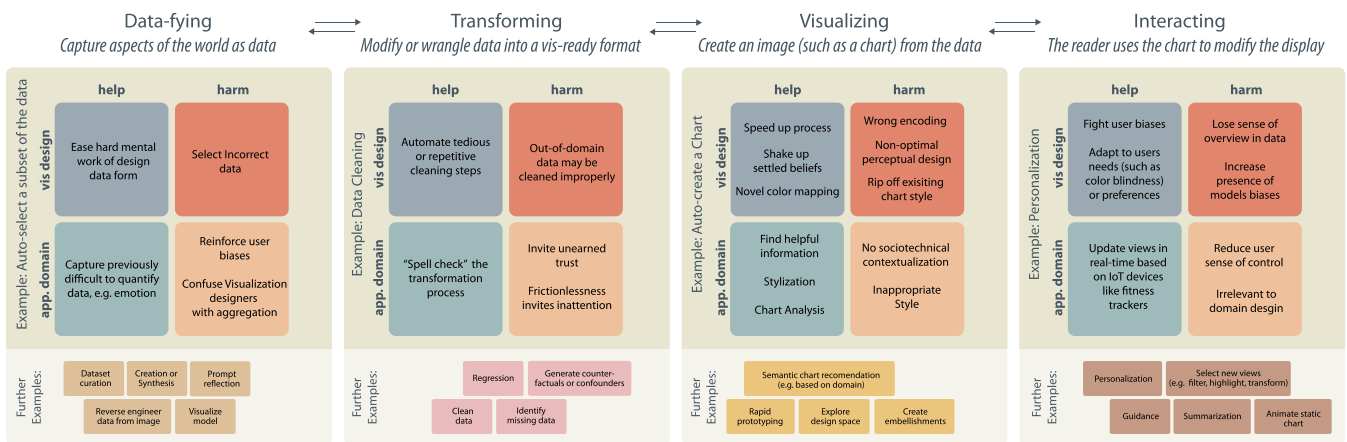 Data-fying
Capture aspects of the world as data
Transforming
Modify or wrangle data into a vis-ready format
Visualizing
Create an image (such as a chart) from the data
Interacting
The reader uses the chart to modify the display
Example: Auto-select a subset of the data
help
harm
vis design
Ease hard mental
work of design
data form
Select Incorrect
data
app. domain
Capture previously
difficult to quantify
data, e.g. emotion
Reinforce user
biases
Confuse Visualization
designers
with aggregation
Further
Examples:
Dataset
curation
Creation or
Synthesis
Prompt
reflection
Reverse engineer
data from image
Visualize
model
Example: Data Cleaning
help
harm
vis design
Automate tedious
or repetitive
cleaning steps
Out-of-domain
data may be
cleaned improperly
app. domain
"Spell check" the
transformation
process
Invite unearned
trust
Frictionlessness
invites inattention
Further
Examples:
Regression
Generate counter-
factuals or confounders
Clean
data
Identify
missing data
Example: Auto-create a Chart
help
harm
vis design
Speed up process
Shake up
settled beliefs
Novel color mapping
Wrong encoding
Non-optimal
perceptual design
Rip off exisiting
chart style
app. domain
Find helpful
information
Stylization
Chart Analysis
No sociotechnical
contextualization
Inappropriate
Style
Further
Examples:
Semantic chart recomendation
(e.g. based on domain)
Rapid
prototyping
Explore
design space
Create
embellishments
Example: Personalization
help
harm
vis design
Fight user biases
Adapt to users
needs (such as
color blindness)
or preferences
Lose sense of
overview in data
Increase
presence of
models biases
app. domain
Update views in
real-time based
on IoT devices
like fitness
trackers
Reduce user
sense of control
Irrelevant to
domain desgin
Further
Examples:
Personalization
Select new views
(e.g. filter, highlight, transform)
Guidance
Summarization
Animate static
chart